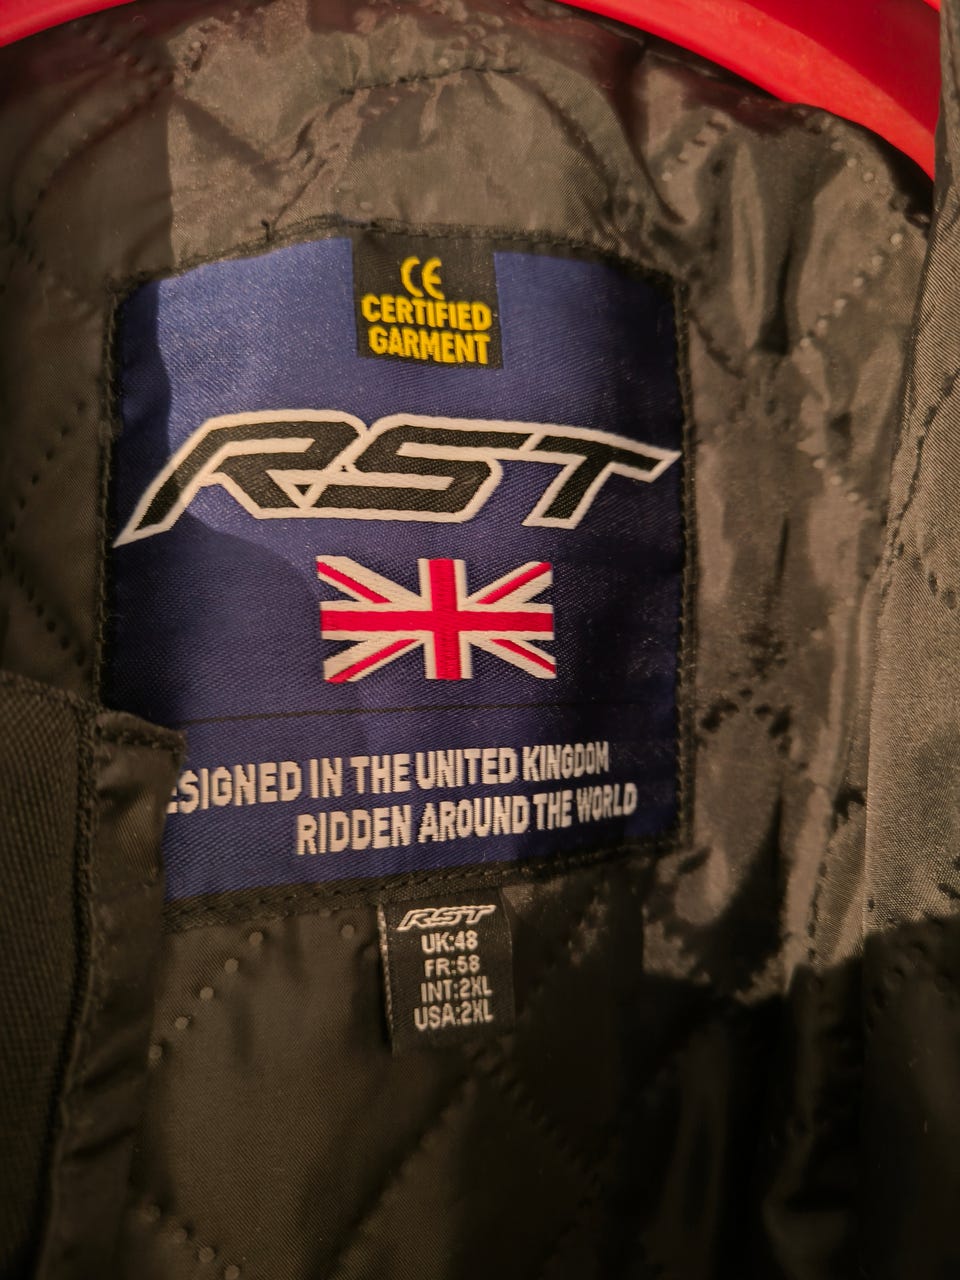 CE
CERTIFIED
GARMENT
RST
ESIGNED IN THE UNITED KINGDOM
RIDDEN AROUND THE WORLD
RST
UK:48
FR:58
INT:2XL
USA:2XL